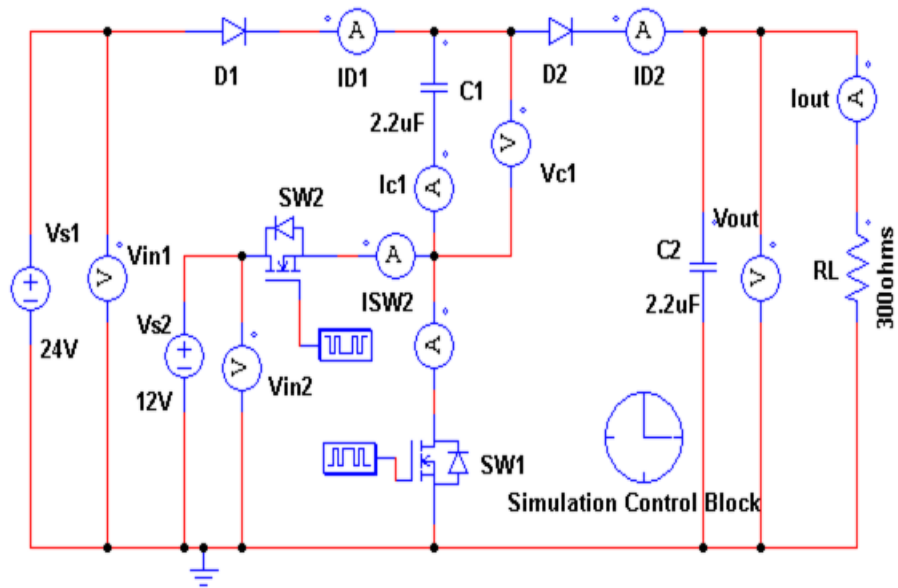 A
A
D1
ID1
D2
ID2
C1
2.2uF
V
Vc1
Iout
A
Ic1
A
SW2
Vs1
Vin1
V
24V
A
ISW2
Vs2
12V
V
Vin2
A
C2
2.2uF
Vout
V
RL
300ohms
SW1
Simulation Control Block